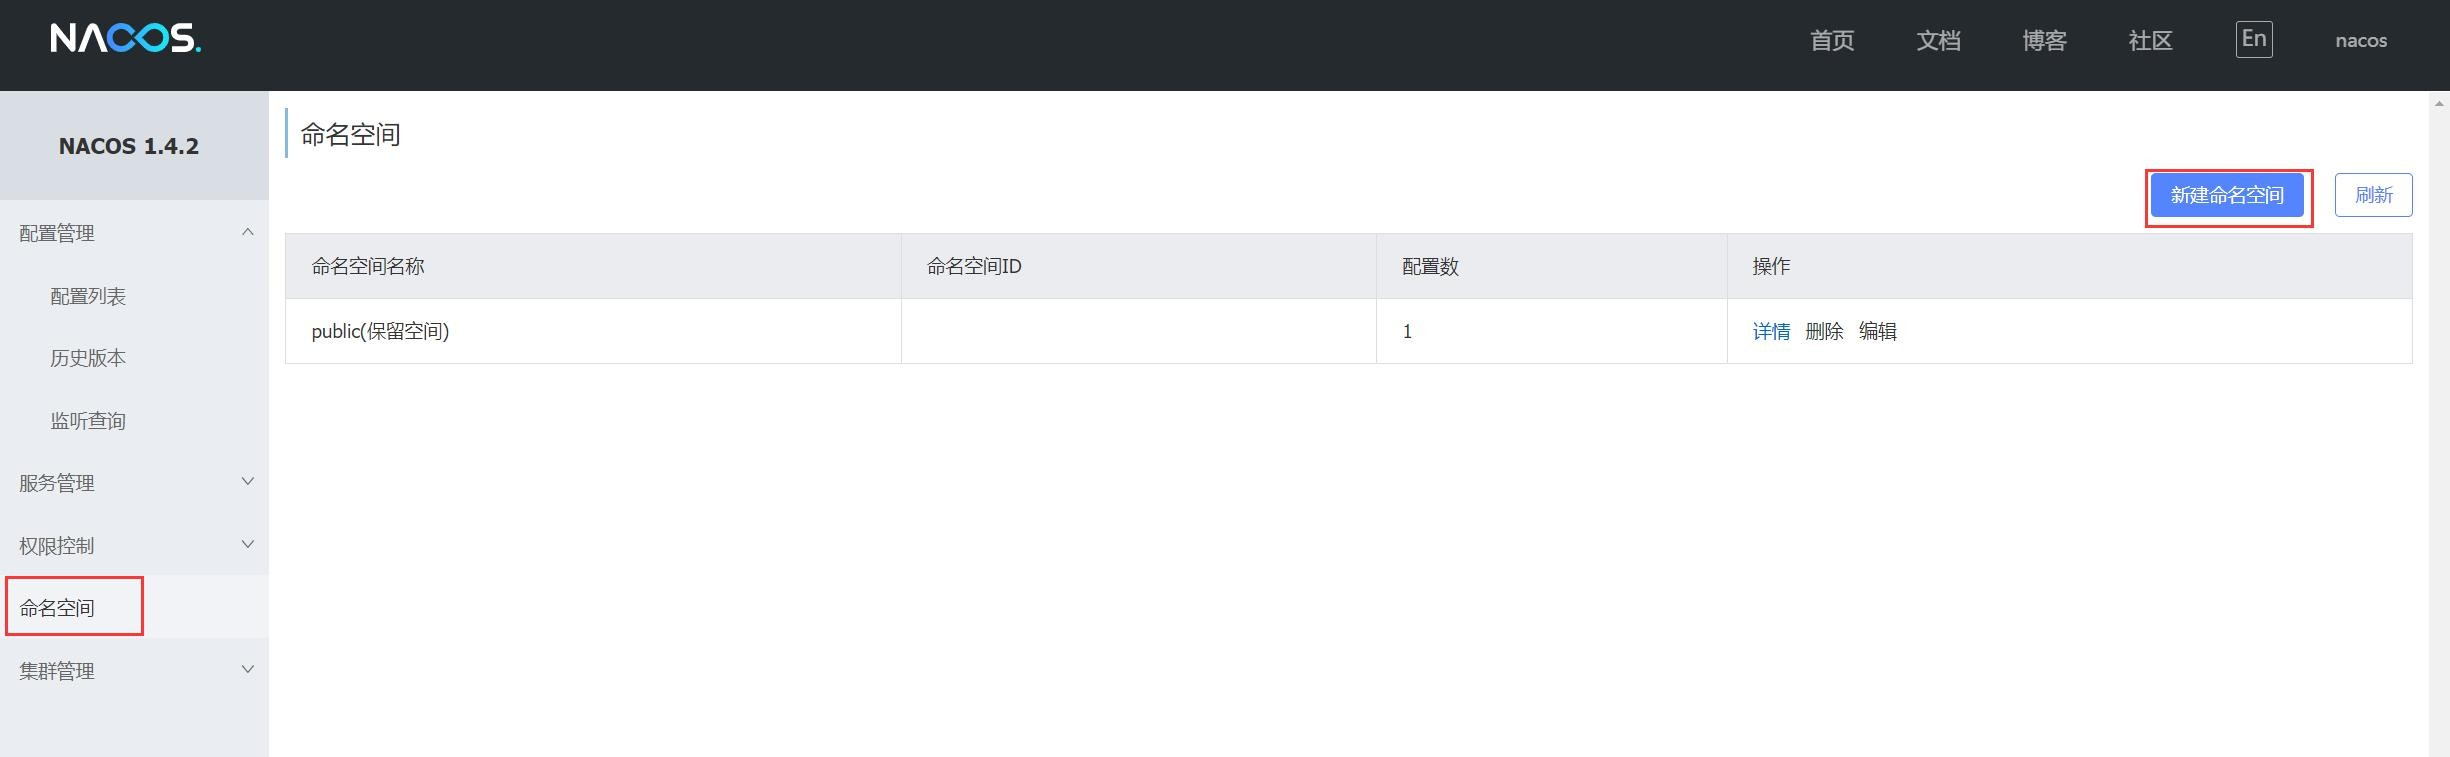 NACOS.
首页 文档 博客 社区 En nacos
NACOS 1.4.2
配置管理
配置列表
历史版本
监听查询
服务管理
权限控制
命名空间
集群管理
命名空间
新建命名空间 刷新
命名空间名称 命名空间ID 配置数 操作
public(保留空间) 1 详情 删除 编辑